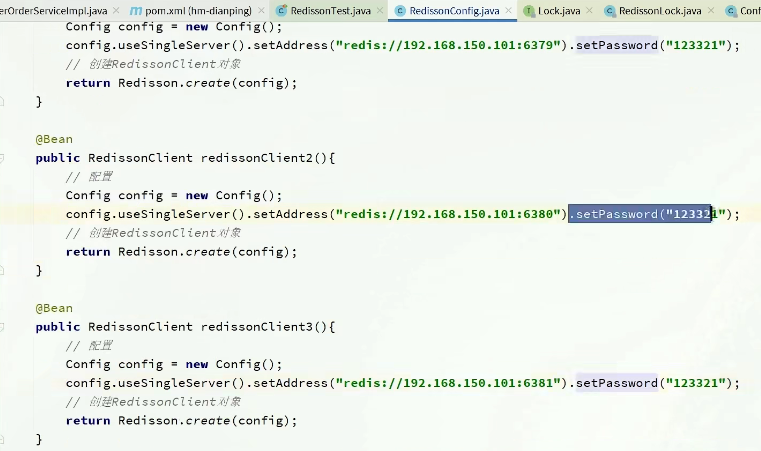 erOrderServiceImpl.java × pom.xml (hm-dianping) × RedissonTest.java × RedissonConfig.java × Lock.java × RedissonLock.java × Conf
Config config = new Config();
config.useSingleServer().setAddress("redis://192.168.150.101:6379").setPassword("123321");
// 创建RedissonClient对象
return Redisson.create(config);
}
@Bean
public RedissonClient redissonClient2(){
// 配置
Config config = new Config();
config.useSingleServer().setAddress("redis://192.168.150.101:6380").setPassword("123321");
// 创建RedissonClient对象
return Redisson.create(config);
}
@Bean
public RedissonClient redissonClient3(){
// 配置
Config config = new Config();
config.useSingleServer().setAddress("redis://192.168.150.101:6381").setPassword("123321");
// 创建RedissonClient对象
return Redisson.create(config);
}